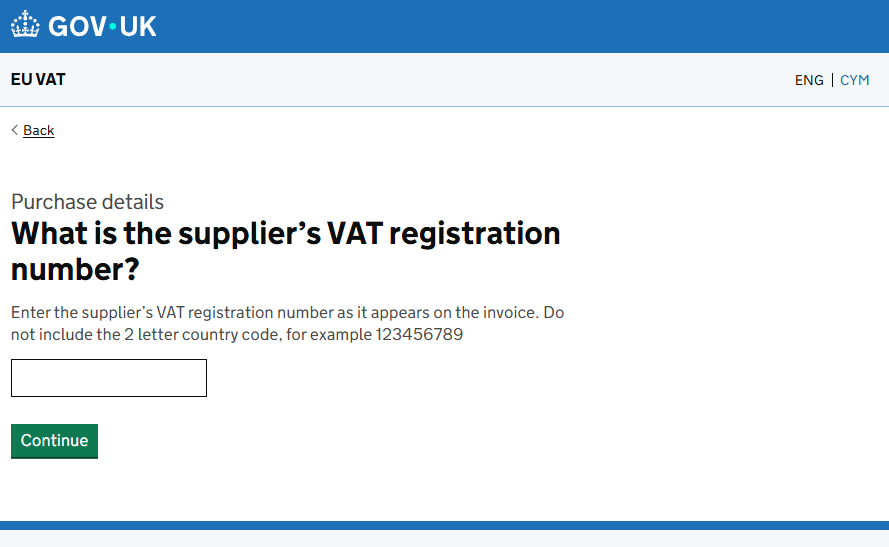 GOV·UK
EU VAT
ENG | CYM
Back
Purchase details
What is the supplier’s VAT registration
number?
Enter the supplier’s VAT registration number as it appears on the invoice. Do
not include the 2 letter country code, for example 123456789
Continue